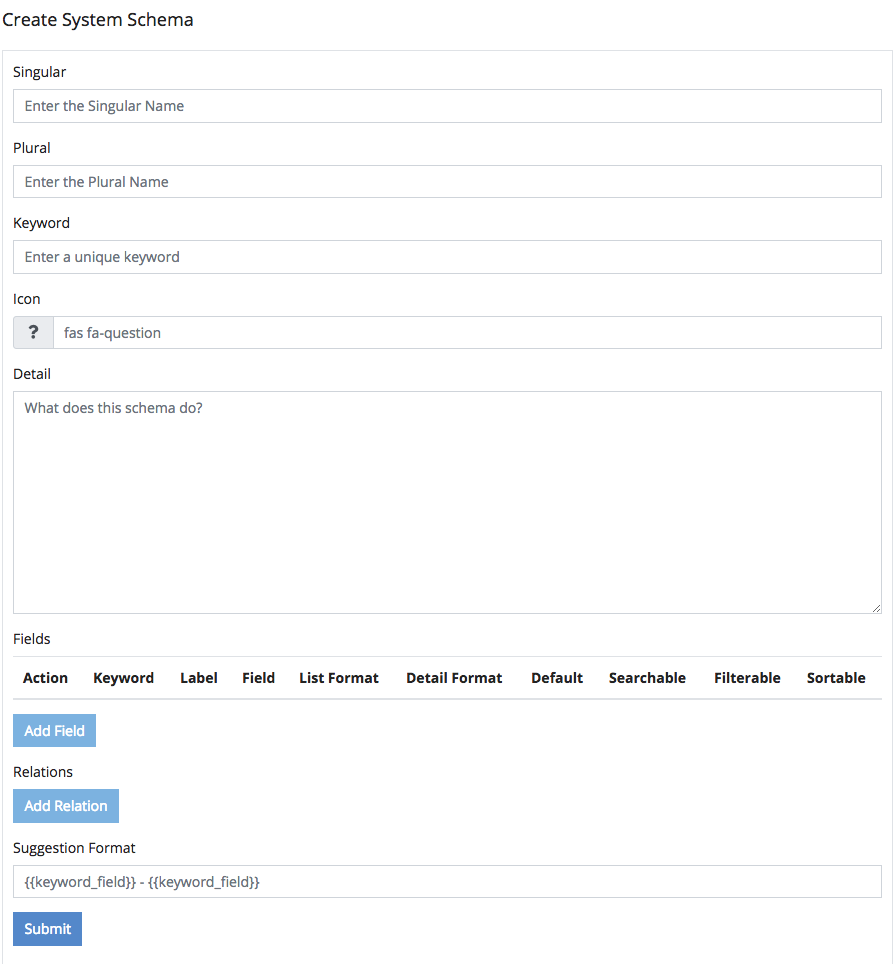 Create System Schema
Singular
Enter the Singular Name
Plural
Enter the Plural Name
Keyword
Enter a unique keyword
Icon
? fas fa-question
Detail
What does this schema do?
Fields
Action Keyword Label Field List Format Detail Format Default Searchable Filterable Sortable
Add Field
Relations
Add Relation
Suggestion Format
{{keyword_field}} - {{keyword_field}}
Submit